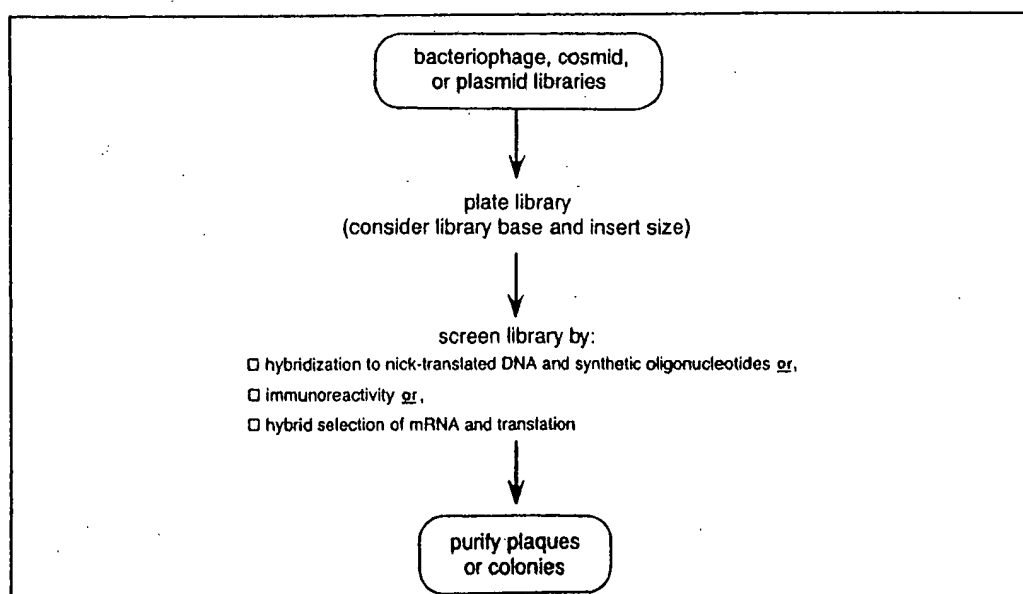 bacteriophage, cosmid,
or plasmid libraries
plate library
(consider library base and insert size)
screen library by:
□ hybridization to nick-translated DNA and synthetic oligonucleotides or,
□ immunoreactivity or,
□ hybrid selection of mRNA and translation
purify plaques
or colonies